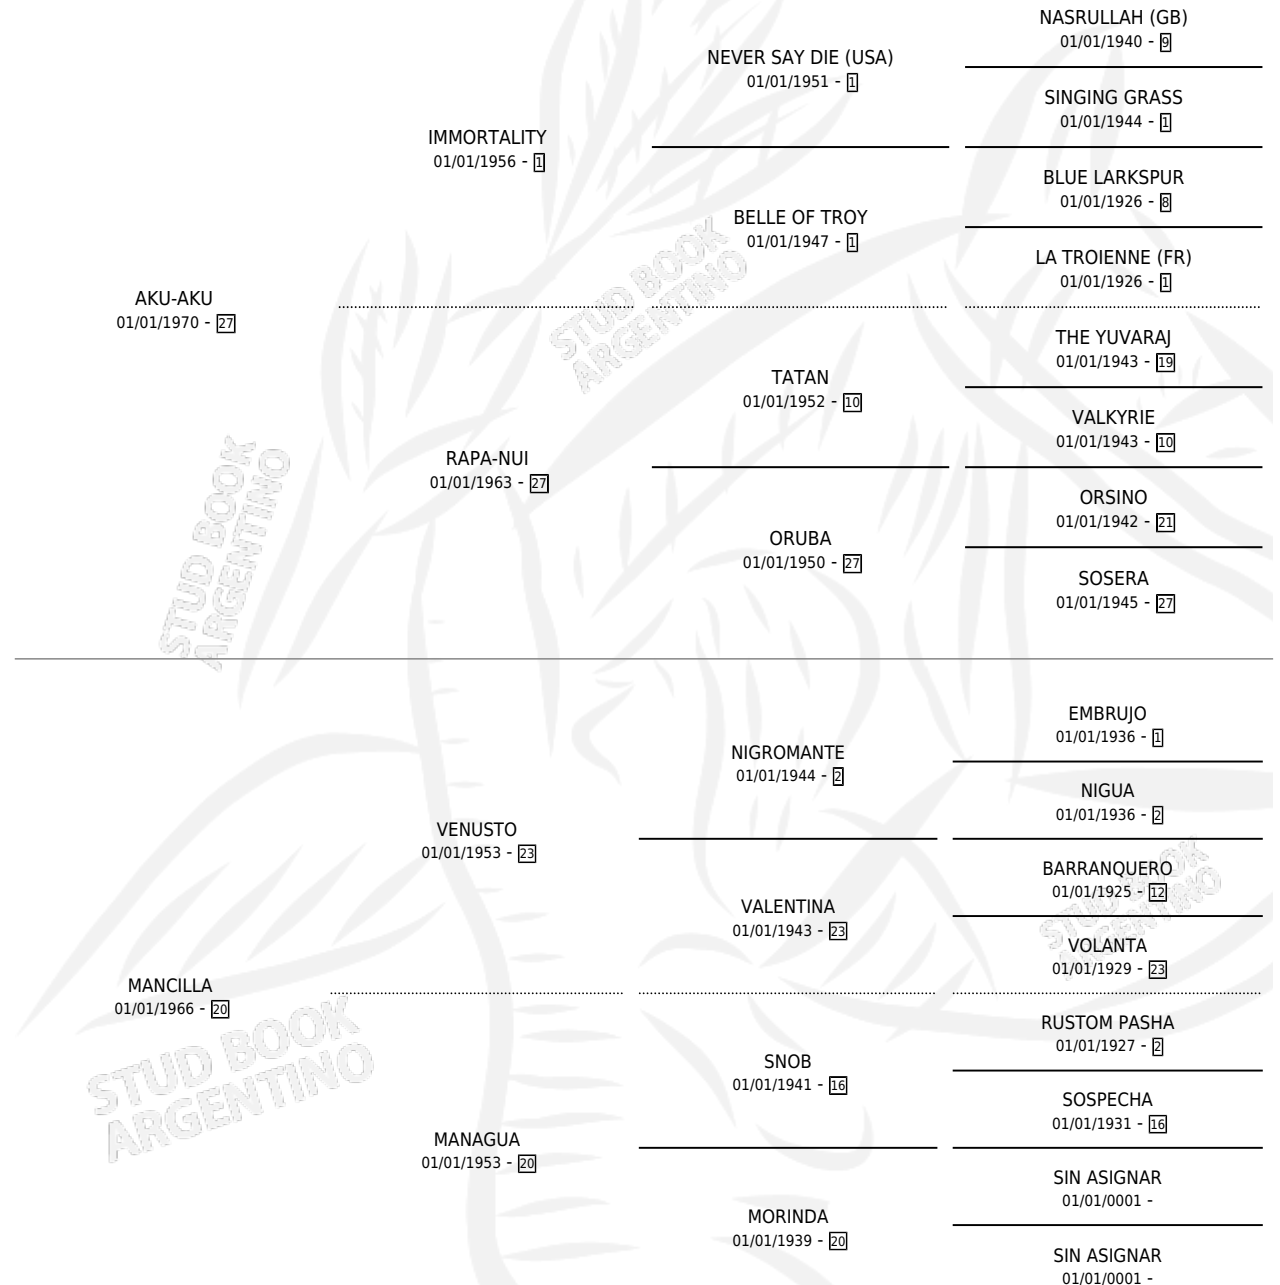 NASRULLAH (GB)
01/01/1940 - 9
NEVER SAY DIE (USA)
01/01/1951 - 1
SINGING GRASS
01/01/1944 - 1
IMMORTALITY
01/01/1956 - 1
BLUE LARKSPUR
01/01/1926 - 8
BELLE OF TROY
01/01/1947 - 1
LA TROIENNE (FR)
01/01/1926 - 1
AKU-AKU
01/01/1970 - 27
THE YUVARAJ
01/01/1943 - 19
TATAN
01/01/1952 - 10
VALKYRIE
01/01/1943 - 10
RAPA-NUI
01/01/1963 - 27
ORSINO
01/01/1942 - 21
ORUBA
01/01/1950 - 27
SOSERA
01/01/1945 - 27
EMBRUJO
01/01/1936 - 1
NIGROMANTE
01/01/1944 - 2
NIGUA
01/01/1936 - 2
VENUSTO
01/01/1953 - 23
BARRANQUERO
01/01/1925 - 12
VALENTINA
01/01/1943 - 23
VOLANTA
01/01/1929 - 23
MANCILLA
01/01/1966 - 20
RUSTOM PASHA
01/01/1927 - 2
SNOB
01/01/1941 - 16
SOSPECHA
01/01/1931 - 16
MANAGUA
01/01/1953 - 20
SIN ASIGNAR
01/01/0001 -
MORINDA
01/01/1939 - 20
SIN ASIGNAR
01/01/0001 -
STUD BOOK
ARGENTINO
STUD BOOK
ARGENTINO
STUD BOOK
ARGENTINO
STUD BOOK
ARGENTINO